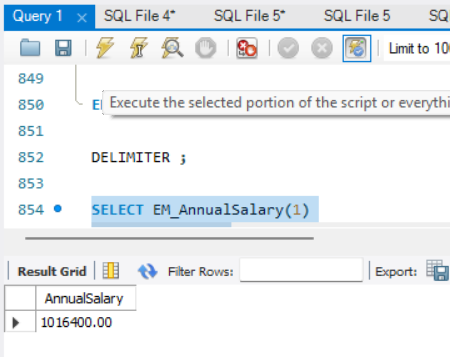 Query 1 × SQL File 4* SQL File 5* SQL File 5 SQ
Limit to 100
849
850 E Execute the selected portion of the script or everythi
851
852 DELIMITER ;
853
854 SELECT EM_AnnualSalary(1)
Result Grid Filter Rows: Export:
AnnualSalary
1016400.00